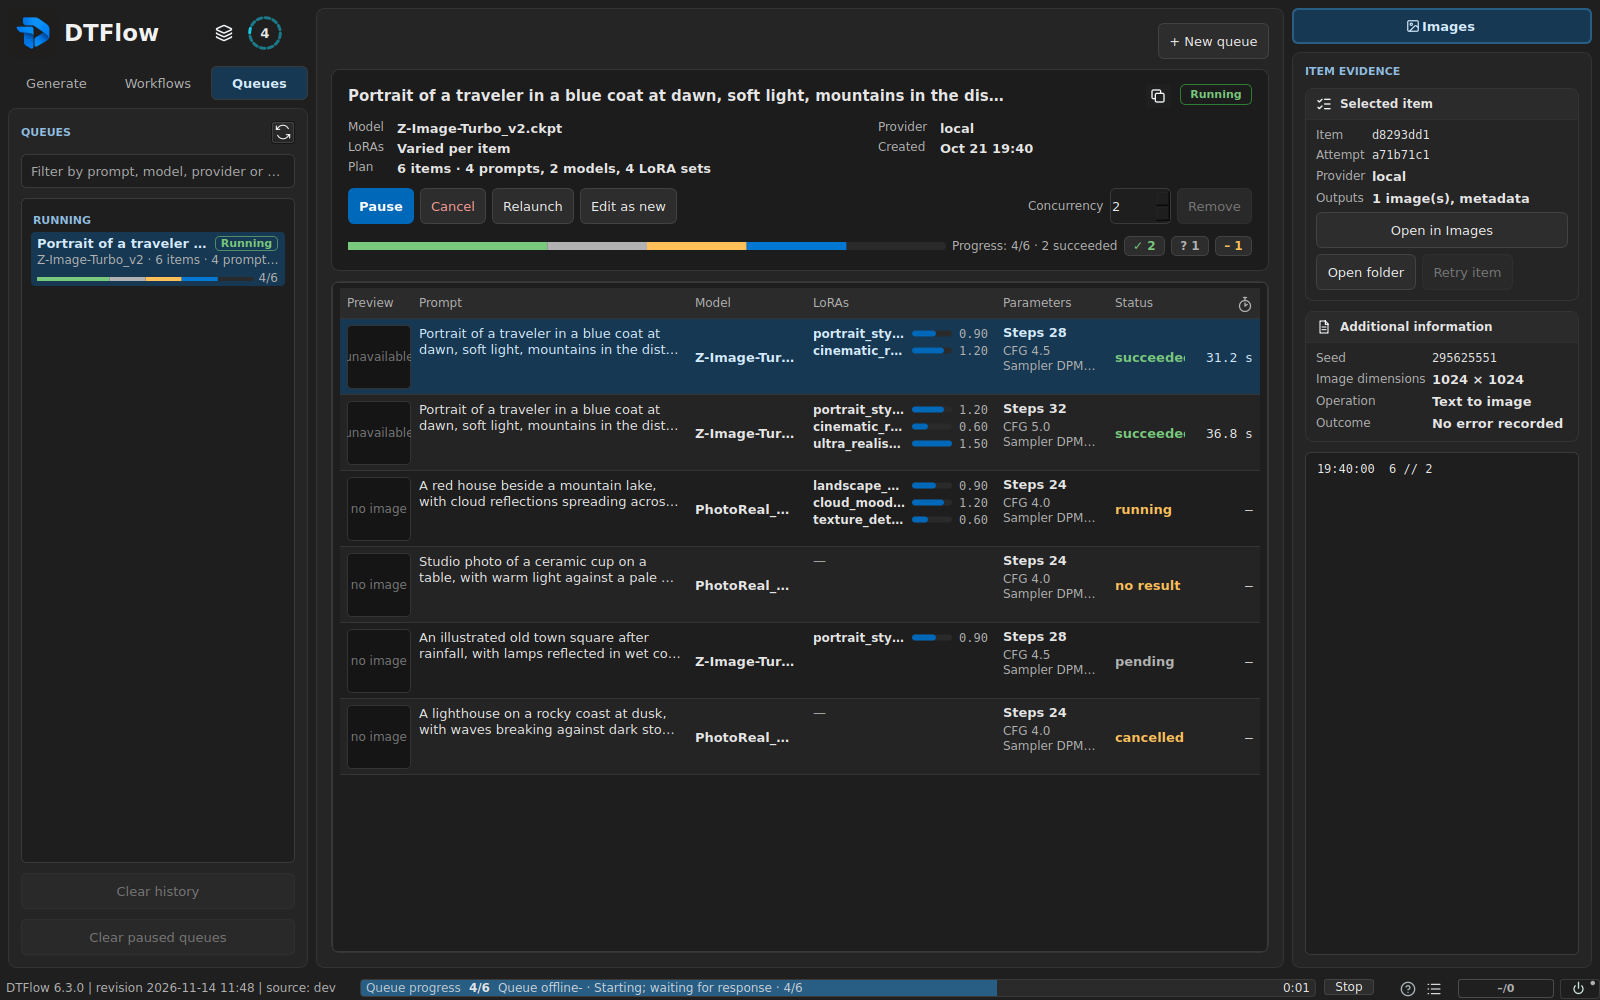 DTFlow
4
Generate
Workflows
Queues
QUEUES
Filter by prompt, model, provider or ...
RUNNING
Portrait of a traveler ...
Running
Z-Image-Turbo_v2 · 6 items · 4 prompt...
4/6
Clear history
Clear paused queues
+ New queue
Portrait of a traveler in a blue coat at dawn, soft light, mountains in the dis...
Running
Model Z-Image-Turbo_v2.ckpt
Provider local
LoRAs Varied per item
Created Oct 21 19:40
Plan 6 items · 4 prompts, 2 models, 4 LoRA sets
Pause
Cancel
Relaunch
Edit as new
Concurrency 2
Remove
Progress: 4/6 · 2 succeeded
✓ 2
? 1
– 1
Preview Prompt Model LoRAs Parameters Status
unavailable
Portrait of a traveler in a blue coat at
dawn, soft light, mountains in the dist...
Z-Image-Tur...
portrait_sty... 0.90
cinematic_r... 1.20
Steps 28
CFG 4.5
Sampler DPM...
succeeded
31.2 s
unavailable
Portrait of a traveler in a blue coat at
dawn, soft light, mountains in the dist...
Z-Image-Tur...
portrait_sty... 1.20
cinematic_r... 0.60
ultra_realis... 1.50
Steps 32
CFG 5.0
Sampler DPM...
succeeded
36.8 s
no image
A red house beside a mountain lake,
with cloud reflections spreading acros...
PhotoReal_...
landscape_... 0.90
cloud_mood... 1.20
texture_det... 0.60
Steps 24
CFG 4.0
Sampler DPM...
running
–
no image
Studio photo of a ceramic cup on a
table, with warm light against a pale ...
PhotoReal_...
—
Steps 24
CFG 4.0
Sampler DPM...
no result
–
no image
An illustrated old town square after
rainfall, with lamps reflected in wet co...
Z-Image-Tur...
portrait_sty... 0.90
Steps 28
CFG 4.5
Sampler DPM...
pending
–
no image
A lighthouse on a rocky coast at dusk,
with waves breaking against dark sto...
PhotoReal_...
—
Steps 24
CFG 4.0
Sampler DPM...
cancelled
–
Images
ITEM EVIDENCE
Selected item
Item d8293dd1
Attempt a71b71c1
Provider local
Outputs 1 image(s), metadata
Open in Images
Open folder
Retry item
Additional information
Seed 295625551
Image dimensions 1024 × 1024
Operation Text to image
Outcome No error recorded
19:40:00 6 // 2
DTFlow 6.3.0 | revision 2026-11-14 11:48 | source: dev
Queue progress 4/6 Queue offline- · Starting; waiting for response · 4/6
0:01
Stop
–/0